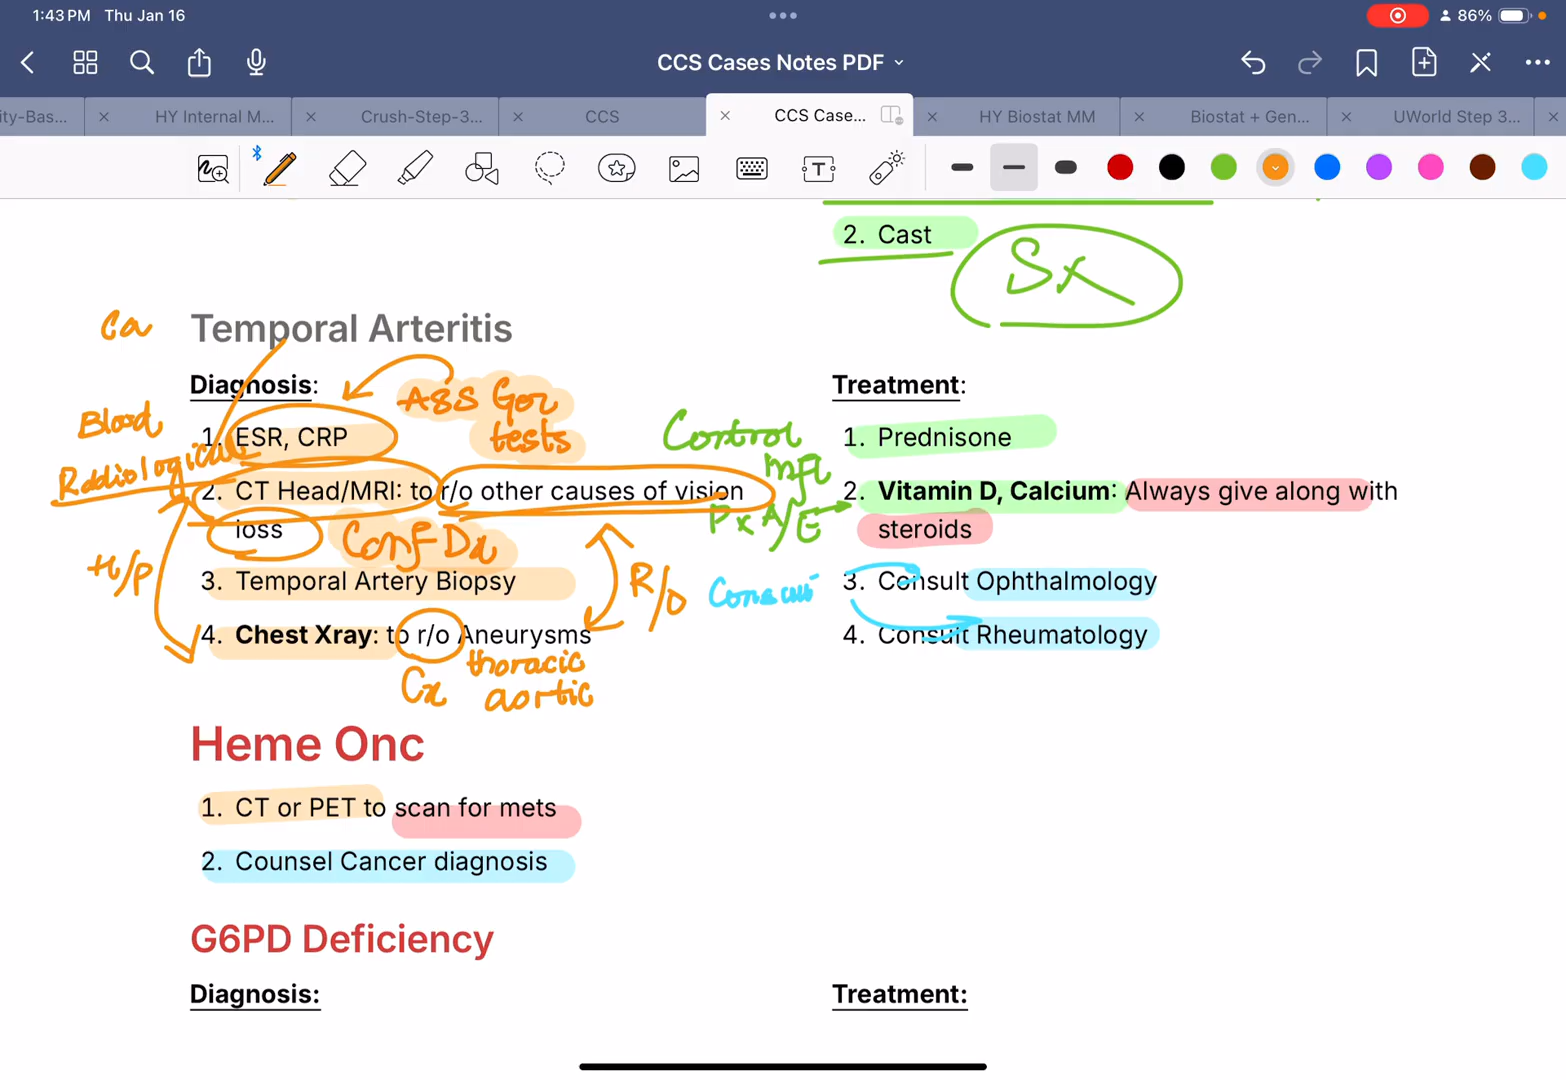 1:43 PM Thu Jan 16
86%
CCS Cases Notes PDF
ity-Bas...
HY Internal M...
Crush-Step-3...
CCS
CCS Case...
HY Biostat MM
Biostat + Gen...
UWorld Step 3...
2. Cast
Sx
Ca
Temporal Arteritis
Diagnosis:
Blood
1. ESR, CRP
tests
Radiological
2. CT Head/MRI: to r/o other causes of vision
loss
Conf Dx
H/P
3. Temporal Artery Biopsy
R/o
4. Chest Xray: to r/o Aneurysms
Cx
thoracic
aortic
Treatment:
Control
1. Prednisone
Px A/E
2. Vitamin D, Calcium: Always give along with
steroids
Consult
3. Consult Ophthalmology
4. Consult Rheumatology
Heme Onc
1. CT or PET to scan for mets
2. Counsel Cancer diagnosis
G6PD Deficiency
Diagnosis:
Treatment: